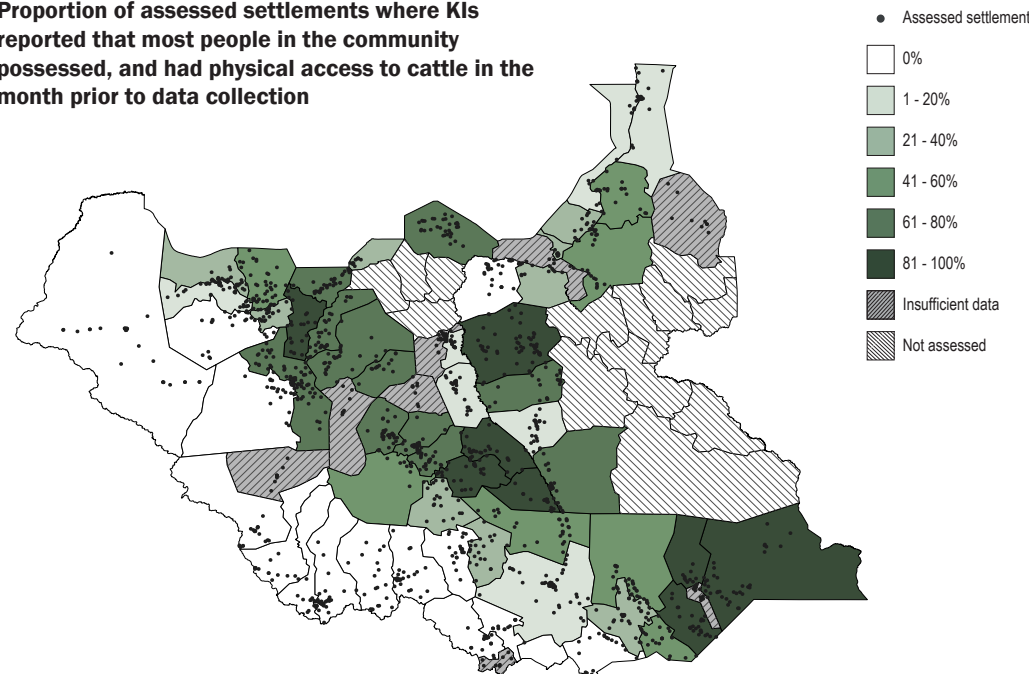 Proportion of assessed settlements where KIs
reported that most people in the community
possessed, and had physical access to cattle in the
month prior to data collection
Assessed settlement
0%
1 - 20%
21 - 40%
41 - 60%
61 - 80%
81 - 100%
Insufficient data
Not assessed